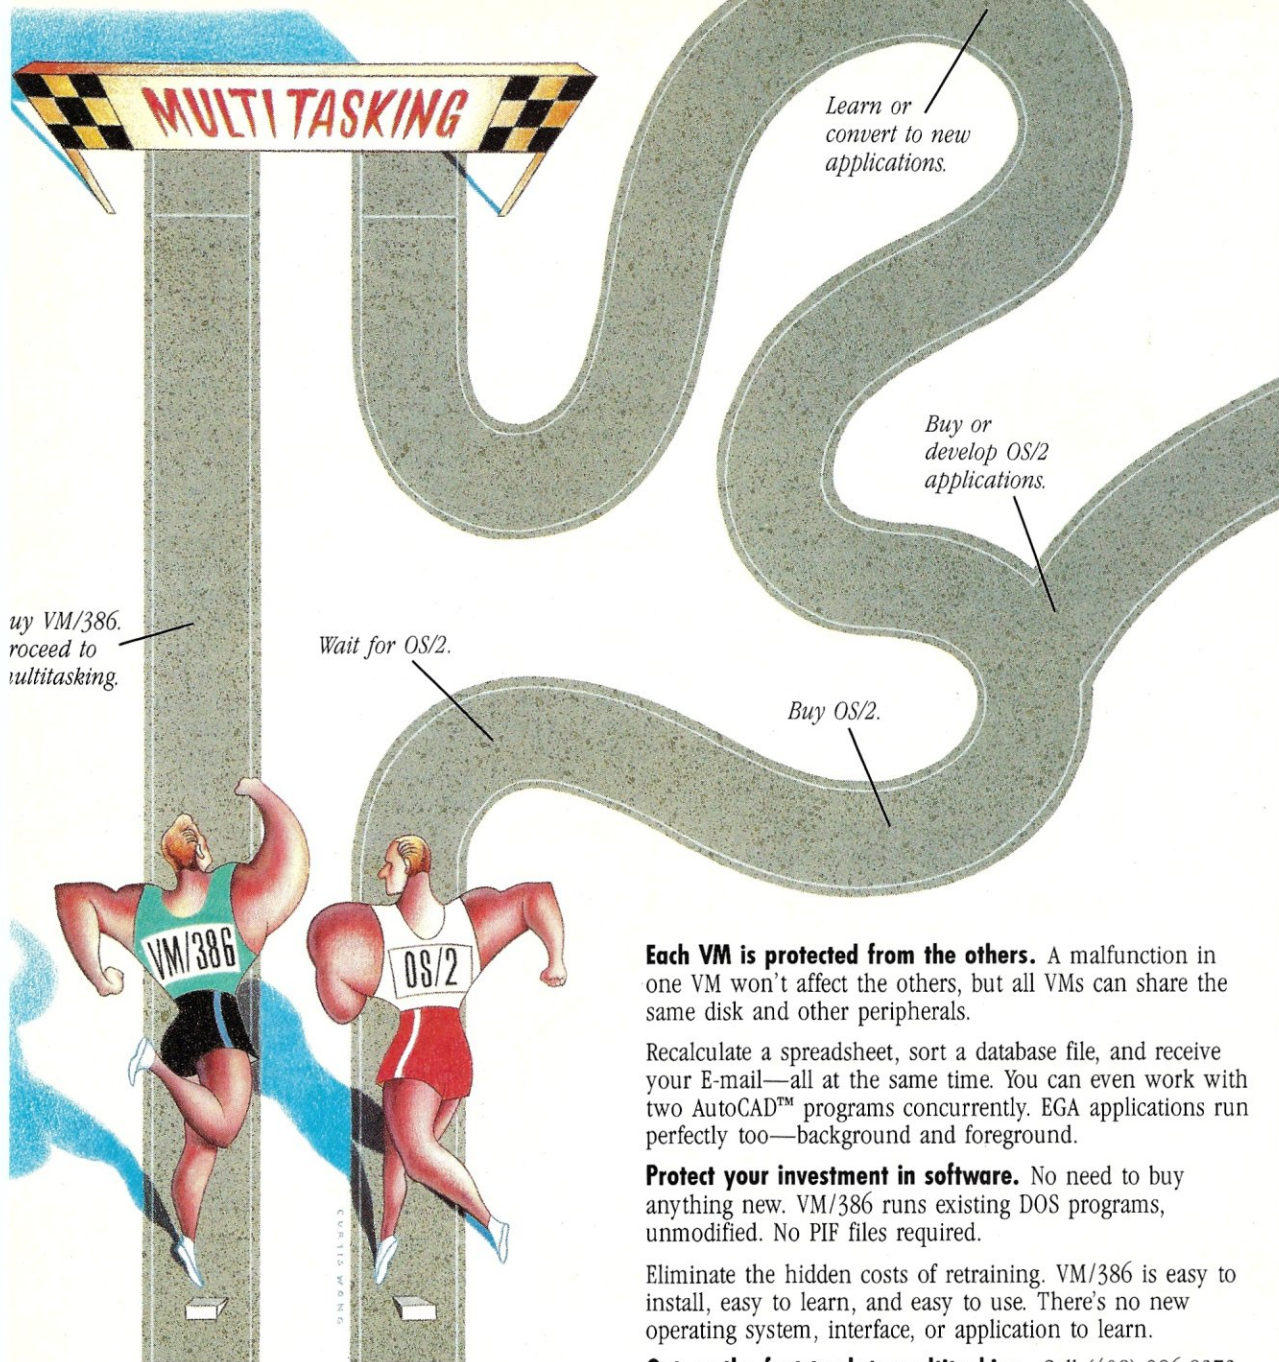 MULTITASKING
Learn or
convert to new
applications.
Buy or
develop OS/2
applications.
uy VM/386.
roceed to
ultitasking.
Wait for OS/2.
Buy OS/2.
VM/386
OS/2
CURTIS WONG
Each VM is protected from the others. A malfunction in
one VM won't affect the others, but all VMs can share the
same disk and other peripherals.
Recalculate a spreadsheet, sort a database file, and receive
your E-mail—all at the same time. You can even work with
two AutoCAD™ programs concurrently. EGA applications run
perfectly too—background and foreground.
Protect your investment in software. No need to buy
anything new. VM/386 runs existing DOS programs,
unmodified. No PIF files required.
Eliminate the hidden costs of retraining. VM/386 is easy to
install, easy to learn, and easy to use. There's no new
operating system, interface, or application to learn.